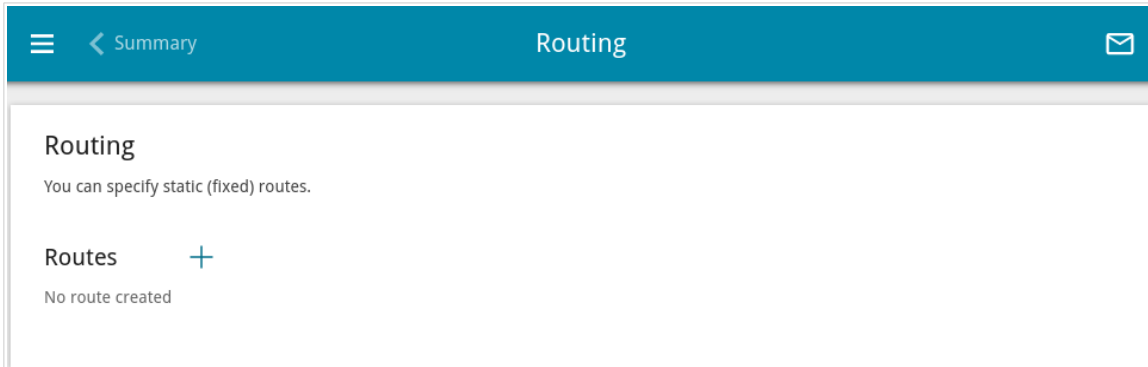 Summary
Routing
Routing
You can specify static (fixed) routes.
Routes
No route created